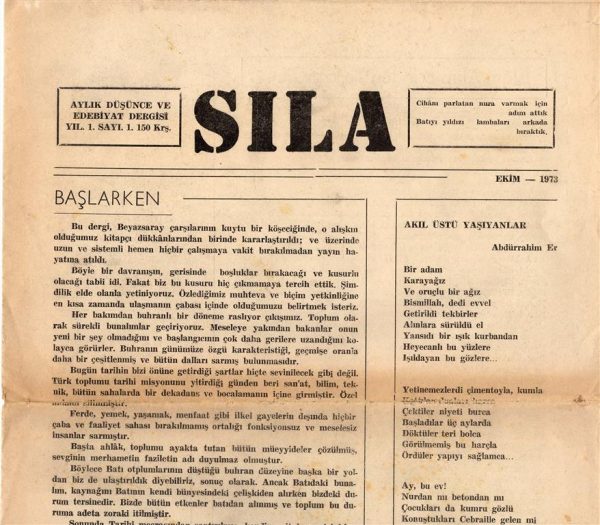 SILA
AYLIK DÜŞÜNCE VE
EDEBİYAT DERGİSİ
YIL. 1. SAYI. 1. 150 Krş.
Cihânı parlatan nura varmak için
adım attık
Batıyı yıldızı lambaları arkada
bıraktık.
EKİM — 1973
BAŞLARKEN
Bu dergi, Beyazsaray çarşılarının kuytu bir köşeciğinde, o alışkın
olduğumuz kitapçı dükkânlarından birinde kararlaştırıldı; ve üzerinde
uzun ve sistemli hemen hiçbir çalışmaya vakit bırakılmadan yayın ha-
yatına atıldı.
Böyle bir davranışın, gerisinde boşluklar bırakacağı ve kusurlu
olacağı tabii idi. Fakat biz bu kusuru hiç çıkmamaya tercih ettik. Şim-
dilik elde olanla yetiniyoruz. Özlediğimiz muhteva ve biçim yetkinliğine
en kısa zamanda ulaşmanın çabası içinde olduğumuzu belirtmek isteriz.
Her bakımdan buhranlı bir döneme raslıyor çıkışımız. Toplum ola-
rak sürekli bunalımlar geçiriyoruz. Meseleye yakından bakanlar onun
yeni bir şey olmadığını ve başlangıcının çok daha gerilere uzandığını ko-
layca görürler. Buhranın günümüze özgü karakteristiği, geçmişe oranla
daha bir çeşitlenmiş ve bütün dalları sarmış bulunmasıdır.
Bugün tarihin bizi önüne getirdiği şartlar hiçte sevinilecek gibi değil.
Türk toplumu tarihi misyonunu yitirdiği günden beri san'at, bilim, tek-
nik, bütün sahalarda bir dekadans ve bocalamanın içine girmiştir. Özel
Ferde, yemek, yaşamak, menfaat gibi ilkel gayelerin dışında hiçbir
çaba ve faaliyet sahası bırakılmamış ortalığı fonksiyonsuz ve meselesiz
insanlar sarmıştır.
Başta ahlâk, toplumu ayakta tutan bütün müeyyideler çözülmüş,
sevginin merhametin faziletin adı duyulmaz olmuştur.
Böylece Batı otplumlarının düştüğü buhran düzeyine başka bir yol-
dan biz de ulaştırıldık diyebiliriz, sonuç olarak. Ancak Batıdaki buna-
lım, kaynağını Batının kendi bünyesindeki çelişkiden alırken bizdeki du-
rum tersinedir. Bizde bütün etkenler batıdan alınmış ve toplum bu du-
ruma adeta zoraki itilmiştir.
AKIL ÜSTÜ YAŞIYANLAR
Abdürrahim Er
Bir adam
Karayağız
Ve oruçlu bir ağız
Bismillah, dedi evvel
Getirildi tekbirler
Alınlara sürüldü el
Yansıdı bir ışık kurbandan
Heyecanlı bu yüzlere
Işıldayan bu gözlere...
Yetinemezlerdi çimentoyla, kumla
Çektiler niyeti burca
Başladılar üç aylarda
Döktüler teri bolca
Görülmemiş bu harçla
Ördüler yapıyı sağlamca...
Ay, bu ev!
Nurdan mı betondan mı
Çocukları da kumru gözlü
Konuştukları Cebraille gelen mi